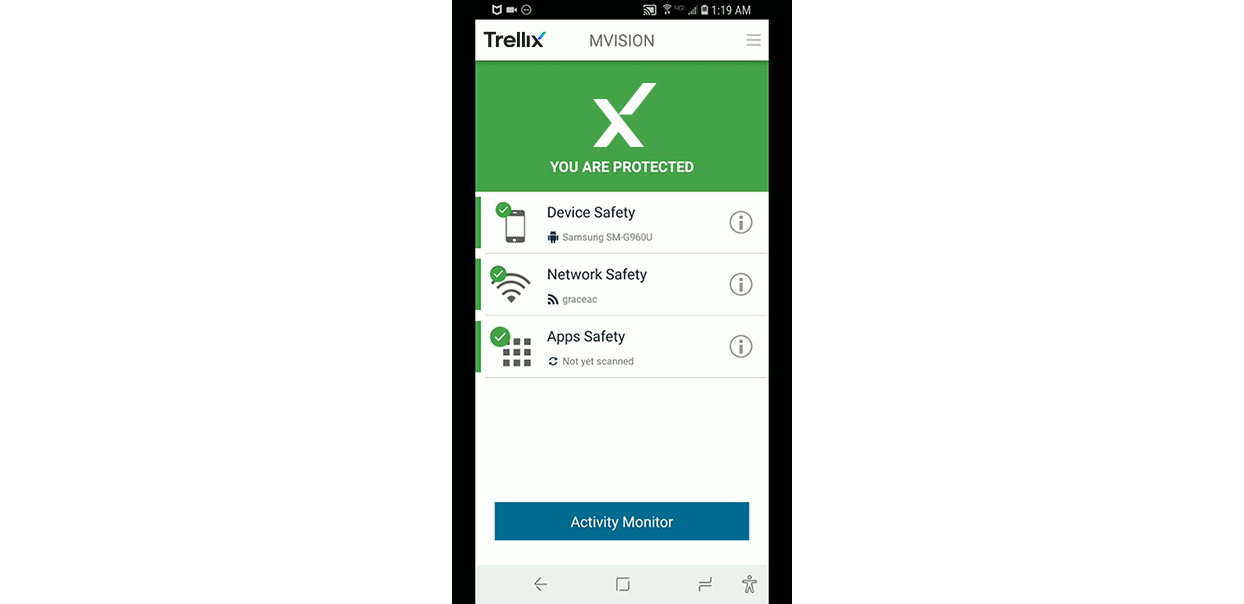 1:19 AM
Trellix MVISION
YOU ARE PROTECTED
Device Safety
Samsung SM-G960U
Network Safety
graceac
Apps Safety
Not yet scanned
Activity Monitor